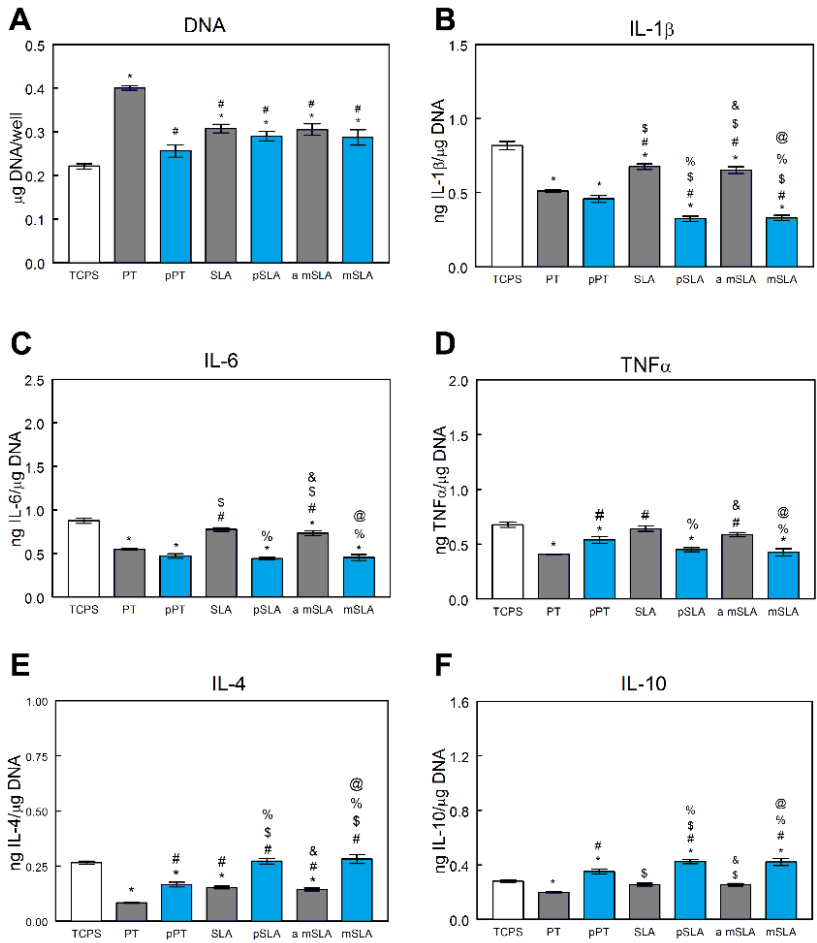 A
DNA
µg DNA/well
0.5
0.4
0.3
0.2
0.1
0.0
*
#
# *
# *
# *
# *
TCPS PT pPT SLA pSLA a mSLA mSLA
B
IL-1β
ng IL-1β/µg DNA
1.5
1.0
0.5
0.0
*
*
$ # *
% $ # *
& $ # *
@ % $ # *
TCPS PT pPT SLA pSLA a mSLA mSLA
C
IL-6
ng IL-6/µg DNA
2.5
2.0
1.5
1.0
0.5
0.0
*
*
$ #
% *
& $ # *
@ % *
TCPS PT pPT SLA pSLA a mSLA mSLA
D
TNFα
ng TNFα/µg DNA
2.0
1.5
1.0
0.5
0.0
*
# *
#
% *
& #
@ % *
TCPS PT pPT SLA pSLA a mSLA mSLA
E
IL-4
ng IL-4/µg DNA
1.00
0.75
0.50
0.25
0.00
*
# *
# *
% $ #
& # *
@ % $ #
TCPS PT pPT SLA pSLA a mSLA mSLA
F
IL-10
ng IL-10/µg DNA
1.6
1.2
0.8
0.4
0.0
*
# *
$
% $ # *
& $
@ % # *
TCPS PT pPT SLA pSLA a mSLA mSLA